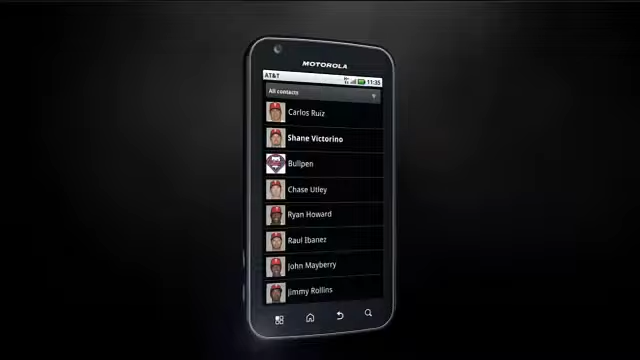 MOTOROLA
AT&T 11:35
All contacts
Carlos Ruiz
Shane Victorino
Bullpen
Chase Utley
Ryan Howard
Raul Ibanez
John Mayberry
Jimmy Rollins